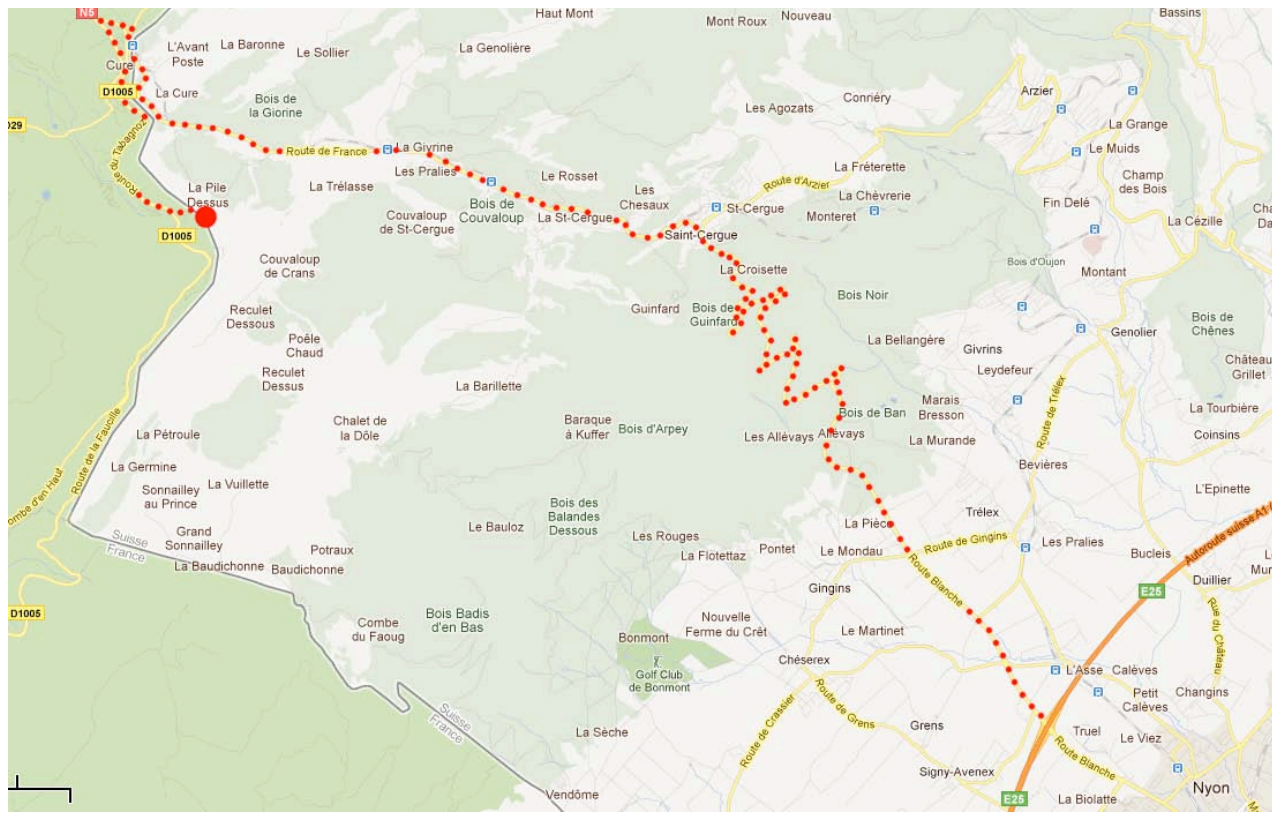 N5
Haut Mont
Mont Roux
Nouveau
Bassins
L'Avant
Poste
La Baronne
Le Sollier
La Genolière
Cure
D1005
La Cure
Bois de
la Gionne
Les Agozats
Conriéry
Arzier
La Grange
Le Muids
D29
Route du Tabagnoz
Route de France
La Givrine
Les Pralies
La Trélasse
Le Rosset
La Fréterette
Champ
des Bois
La Pile
Dessus
Les
Chesaux
Route d'Arzier
La Chèvrerie
Fin Delé
Couvaloup
de St-Cergue
Bois de
Couvaloup
La St-Cergue
St-Cergue
Monteret
La Cézille
D1005
Saint-Cergue
Couvaloup
de Crans
La Croisette
Bois d'Oujon
Montant
Reculet
Dessous
Guinfard
Bois de
Guinfard
Bois Noir
Bois de
Chênes
Poêle
Chaud
La Bellangère
Givrins
Genolier
Reculet
Dessus
La Barillette
Leydefeur
Château
Grillet
Route de la Faucille
Chalet de
la Dôle
Baraque
à Kuffer
Bois d'Arpey
Les Allévays
Allévays
Bois de Ban
Marais
Bresson
Route de Trélex
La Tourbière
La Pétroule
La Murande
Coinsins
La Germine
Sonnailley
au Prince
La Vuillette
Bevières
L'Epinette
Bois des
Balandes
Dessous
Le Bauloz
Les Rouges
La Pièce
Trélex
Autoroute suisse A1
Suisse
France
Grand
Sonnailley
Potraux
La Flotettaz
Pontet
Le Mondau
Route de Gingins
Les Pralies
Bucleis
La Baudichonne
Baudichonne
Gingins
Route Blanche
E25
Duillier
D1005
Bois Badis
d'en Bas
Combe
du Faoug
Bonmont
Nouvelle
Ferme du Crêt
Le Martinet
Rue du Château
Golf Club
de Bonmont
Chéserex
L'Asse
Calèves
Petit
Calèves
Changins
Suisse
France
La Sèche
Route de Crassier
Route de Grens
Grens
Truel
Le Viez
Route Blanche
Signy-Avenex
Vendôme
E25
La Biolatte
Nyon